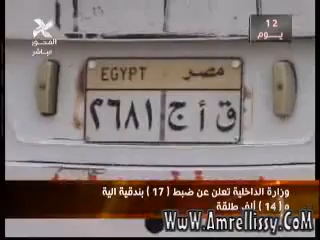 المحور
مباشر
12
يوم
EGYPT مصر
٢٦٨١ ق أ ج
وزارة الداخلية تعلن عن ضبط (17) بندقية الية
و (14) ألف طلقة
WwW.Amrellissy.CoM